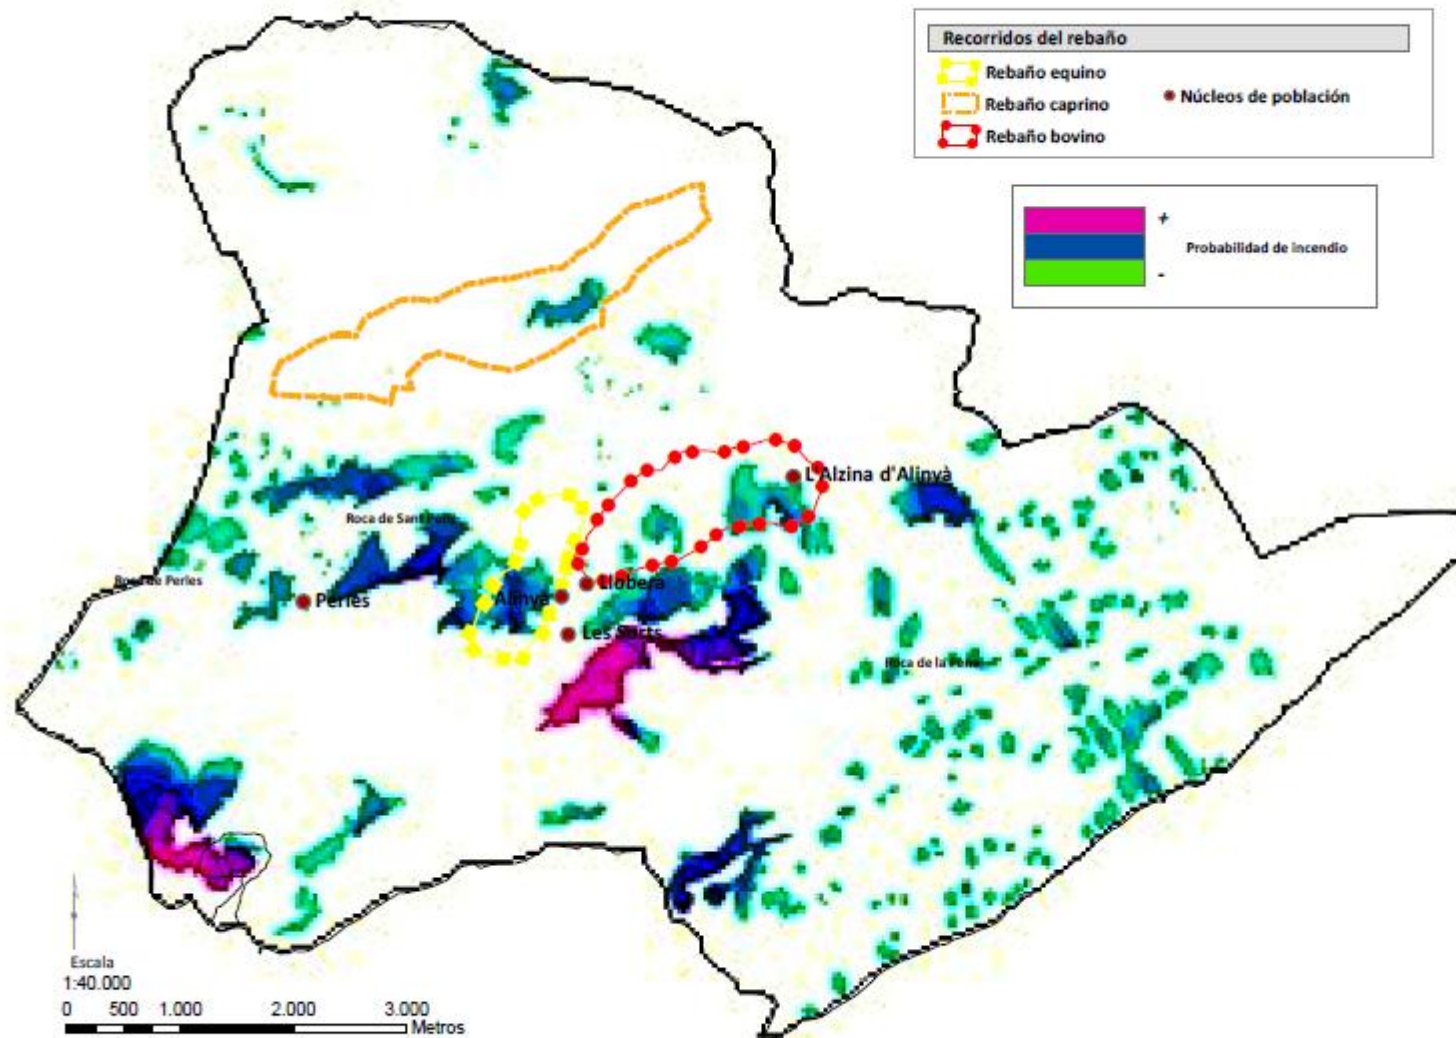 Recorridos del rebaño
Rebaño equino
Rebaño caprino
Núcleos de población
Rebaño bovino
+
Probabilidad de incendio
-
L'Alzina d'Alinyà
Roca de Sant
Roca de Perles
Perles
Alinyà
Llobera
Les Sorts
Roca de la Pena
Escala
1:40.000
0 500 1.000 2.000 3.000
Metros